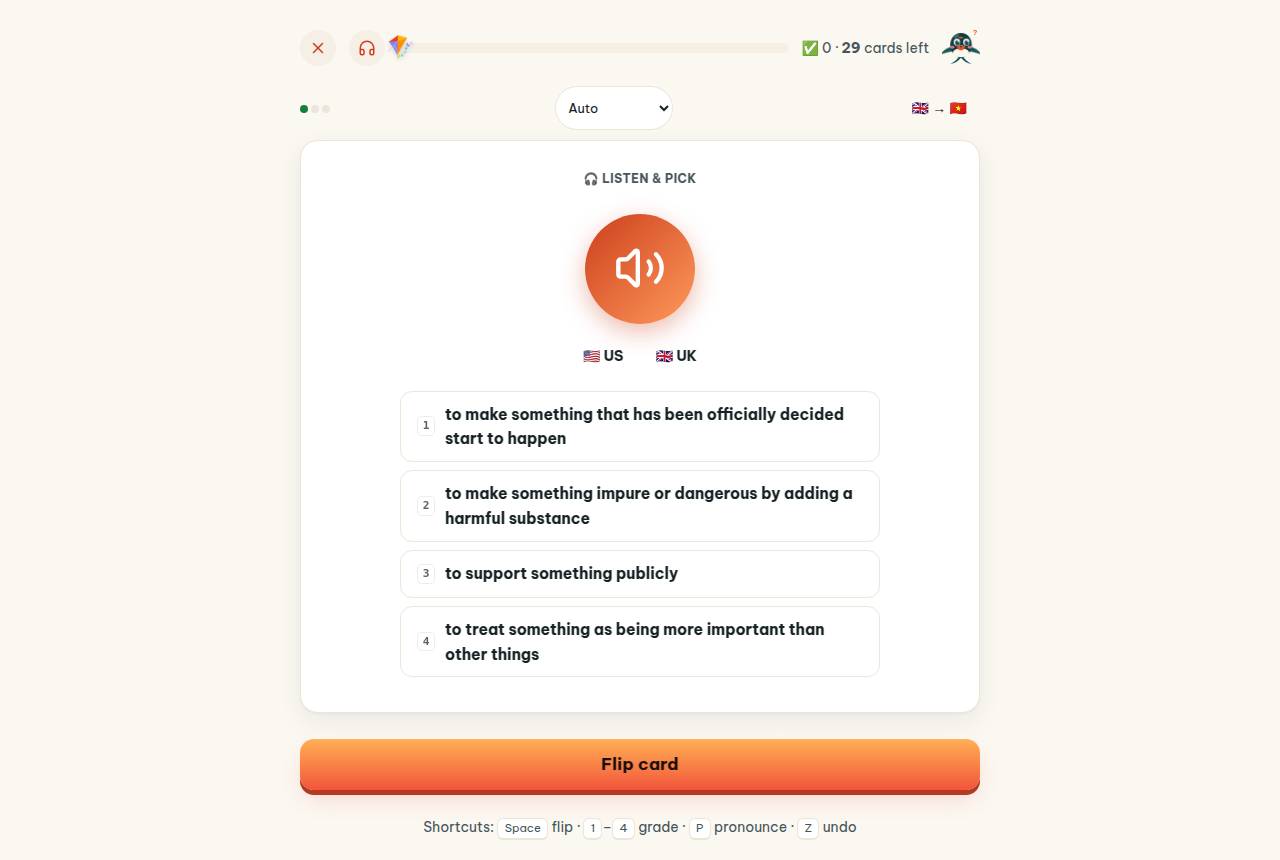 ✅ 0 · 29 cards left
Auto
🇬🇧 → 🇻🇳
🎧 LISTEN & PICK
🇺🇸 US 🇬🇧 UK
1 to make something that has been officially decided
start to happen
2 to make something impure or dangerous by adding a
harmful substance
3 to support something publicly
4 to treat something as being more important than
other things
Flip card
Shortcuts: Space flip · 1 – 4 grade · P pronounce · Z undo